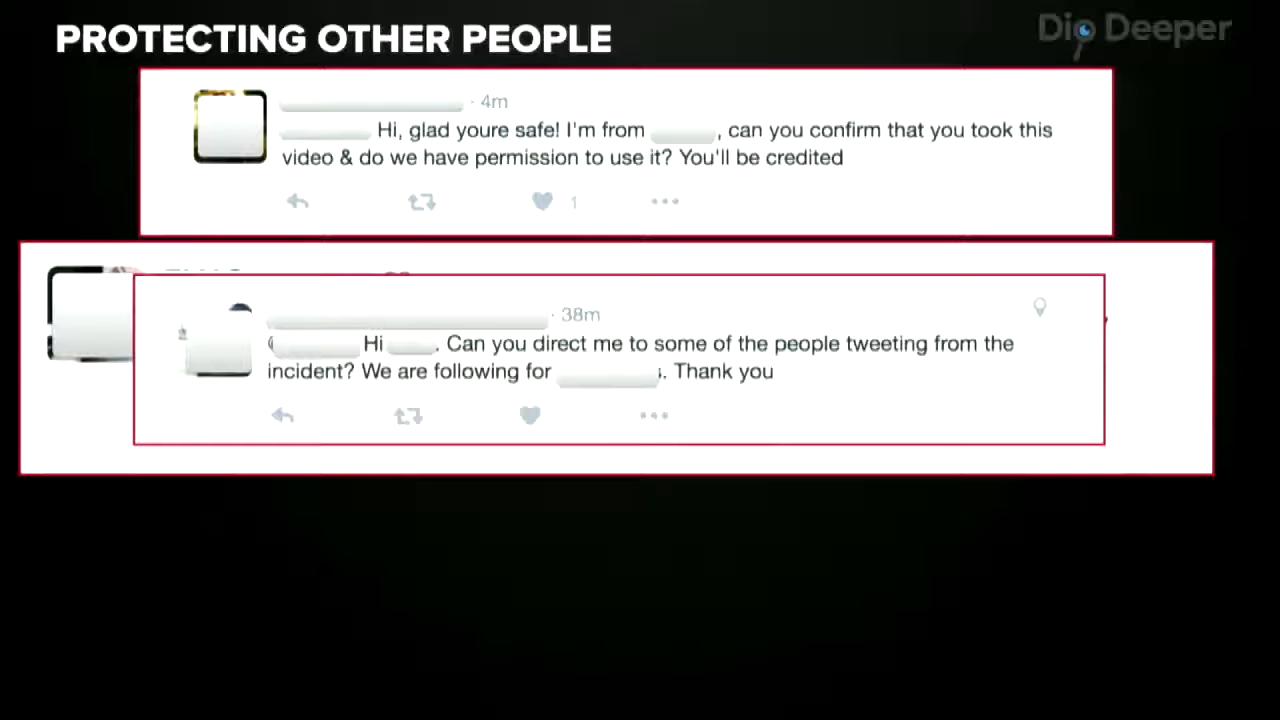 PROTECTING OTHER PEOPLE
Dig Deeper
· 4m
Hi, glad youre safe! I'm from , can you confirm that you took this
video & do we have permission to use it? You'll be credited
1
· 38m
@ Hi . Can you direct me to some of the people tweeting from the
incident? We are following for s. Thank you